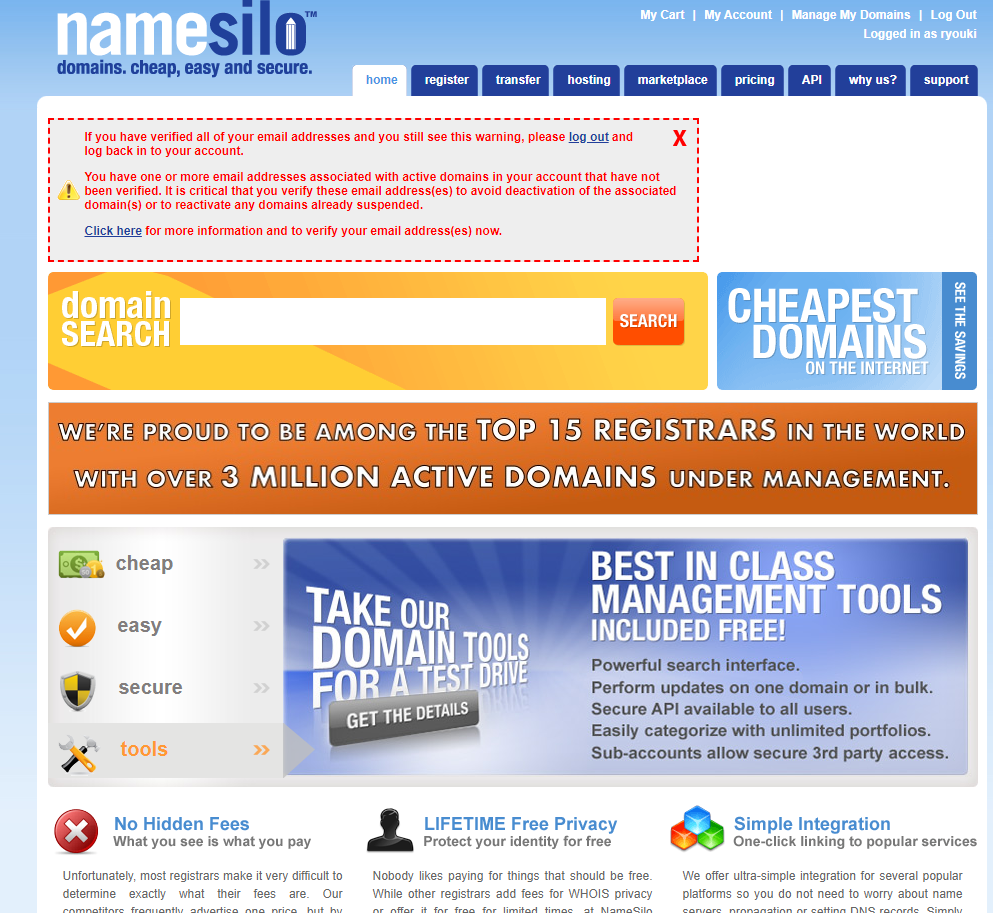 My Cart | My Account | Manage My Domains | Log Out
Logged in as ryouki
namesilo™
domains. cheap, easy and secure.
home register transfer hosting marketplace pricing API why us? support
If you have verified all of your email addresses and you still see this warning, please log out and
log back in to your account.
X
You have one or more email addresses associated with active domains in your account that have not
been verified. It is critical that you verify these email address(es) to avoid deactivation of the associated
domain(s) or to reactivate any domains already suspended.
Click here for more information and to verify your email address(es) now.
domain
SEARCH
SEARCH
CHEAPEST
DOMAINS
ON THE INTERNET
SEE THE SAVINGS
WE'RE PROUD TO BE AMONG THE TOP 15 REGISTRARS IN THE WORLD
WITH OVER 3 MILLION ACTIVE DOMAINS UNDER MANAGEMENT.
cheap »
easy »
secure »
tools »
TAKE OUR
DOMAIN TOOLS
FOR A TEST DRIVE
GET THE DETAILS
BEST IN CLASS
MANAGEMENT TOOLS
INCLUDED FREE!
Powerful search interface.
Perform updates on one domain or in bulk.
Secure API available to all users.
Easily categorize with unlimited portfolios.
Sub-accounts allow secure 3rd party access.
No Hidden Fees
What you see is what you pay
Unfortunately, most registrars make it very difficult to
determine exactly what their fees are. Our
competitors frequently advertise one price, but by
LIFETIME Free Privacy
Protect your identity for free
Nobody likes paying for things that should be free.
While other registrars add fees for WHOIS privacy
or offer it for free for limited times, at NameSilo
Simple Integration
One-click linking to popular services
We offer ultra-simple integration for several popular
platforms so you do not need to worry about name
servers, propagation or setting DNS records. Simply